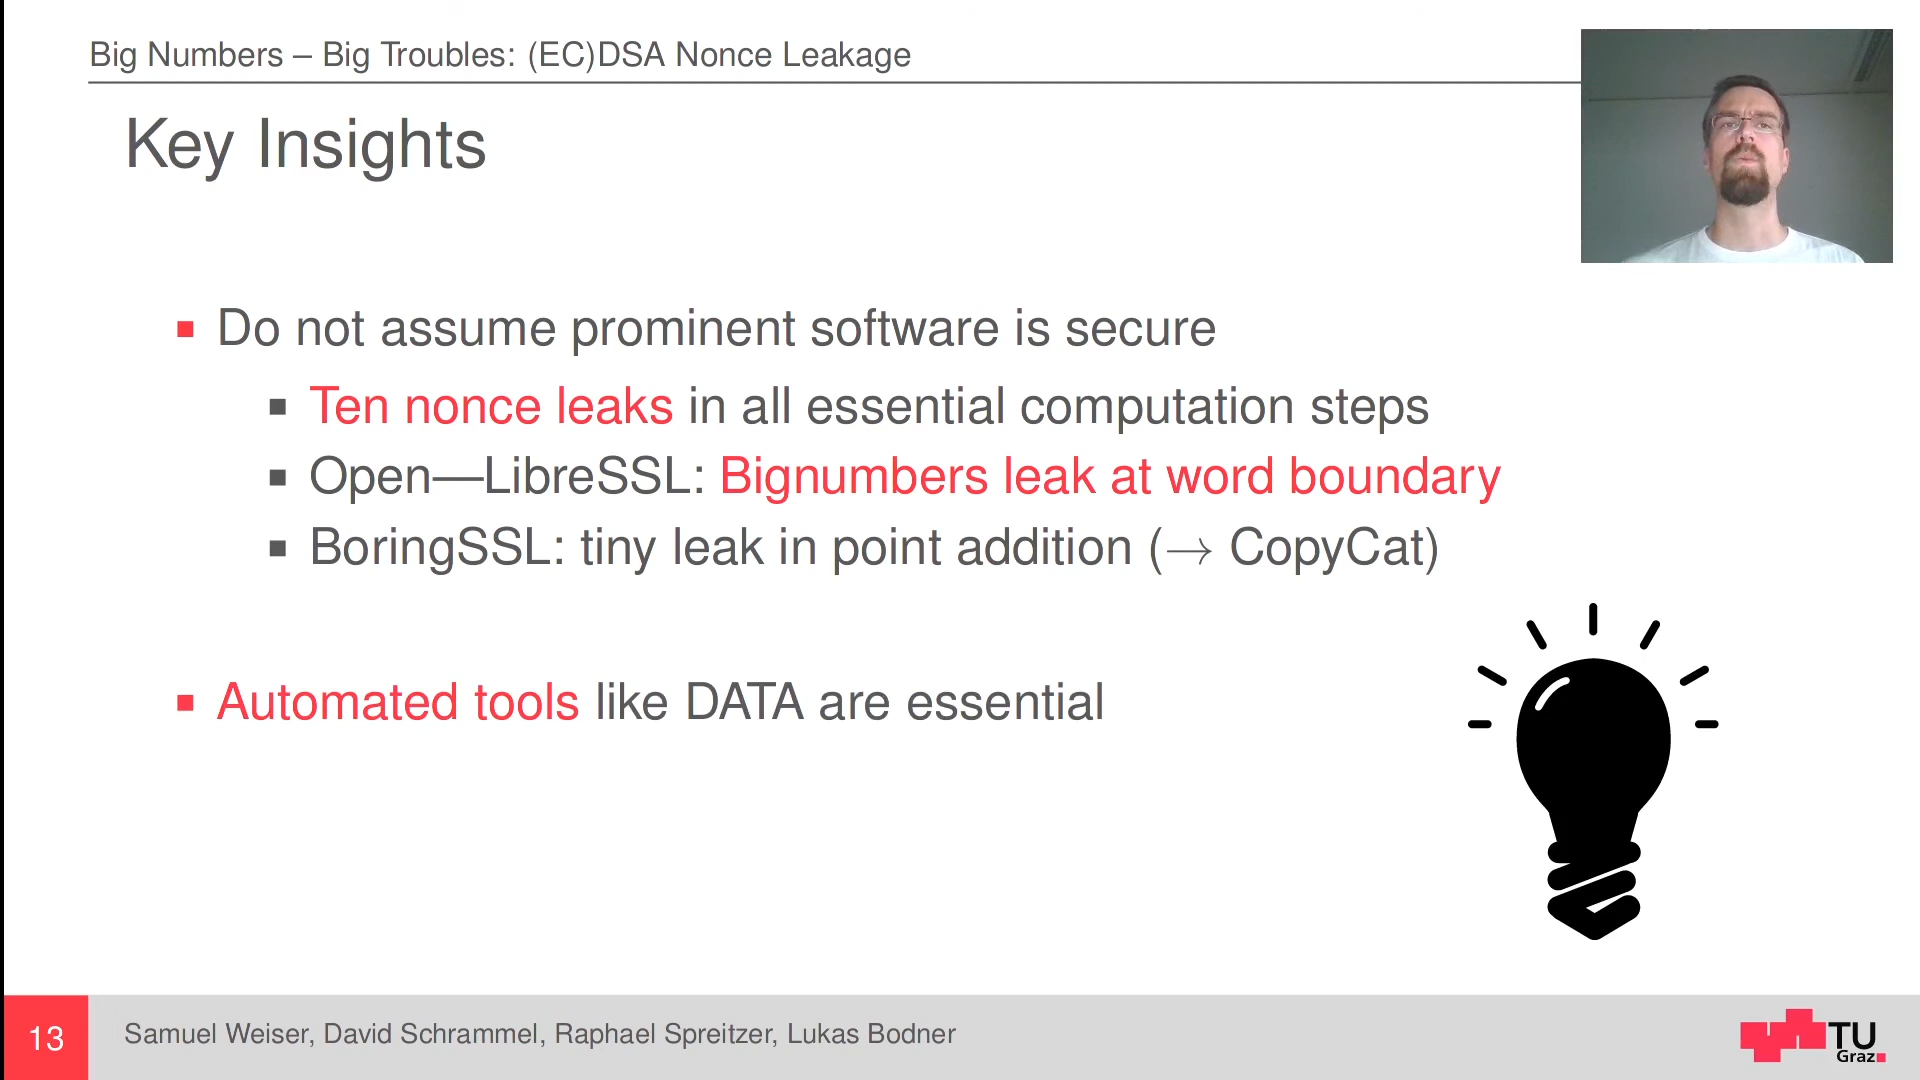 Big Numbers – Big Troubles: (EC)DSA Nonce Leakage
Key Insights
Do not assume prominent software is secure
Ten nonce leaks in all essential computation steps
Open—LibreSSL: Bignumbers leak at word boundary
BoringSSL: tiny leak in point addition (→ CopyCat)
Automated tools like DATA are essential
13
Samuel Weiser, David Schrammel, Raphael Spreitzer, Lukas Bodner
TU
Graz